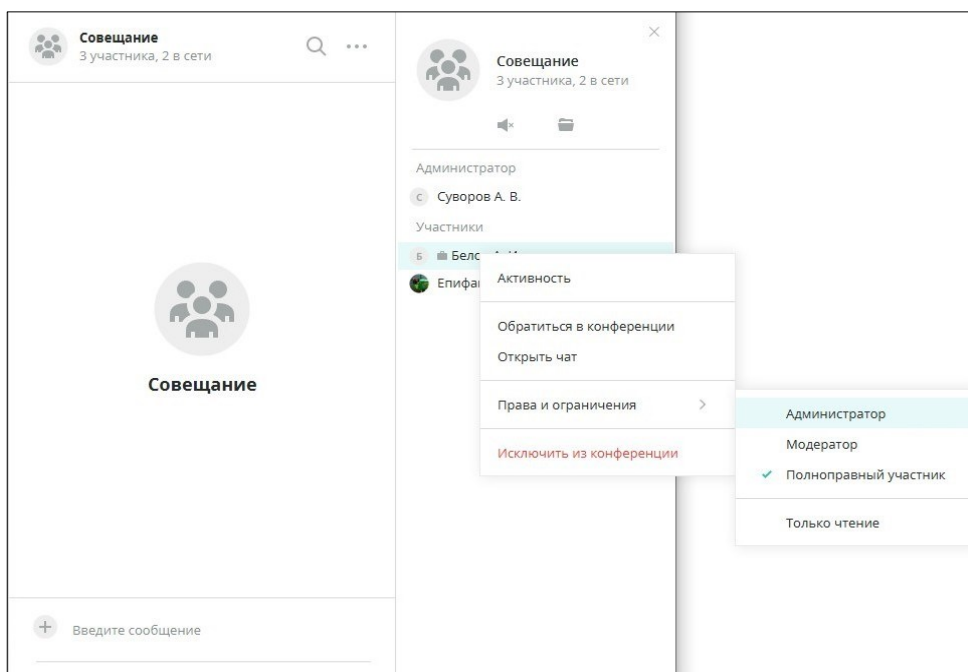 Совещание
3 участника, 2 в сети
Введите сообщение
Совещание
Совещание
3 участника, 2 в сети
Администратор
С Суворов А. В.
Участники
Б
Активность
Обратиться в конференции
Открыть чат
Права и ограничения
Исключить из конференции
Администратор
Модератор
Полноправный участник
Только чтение